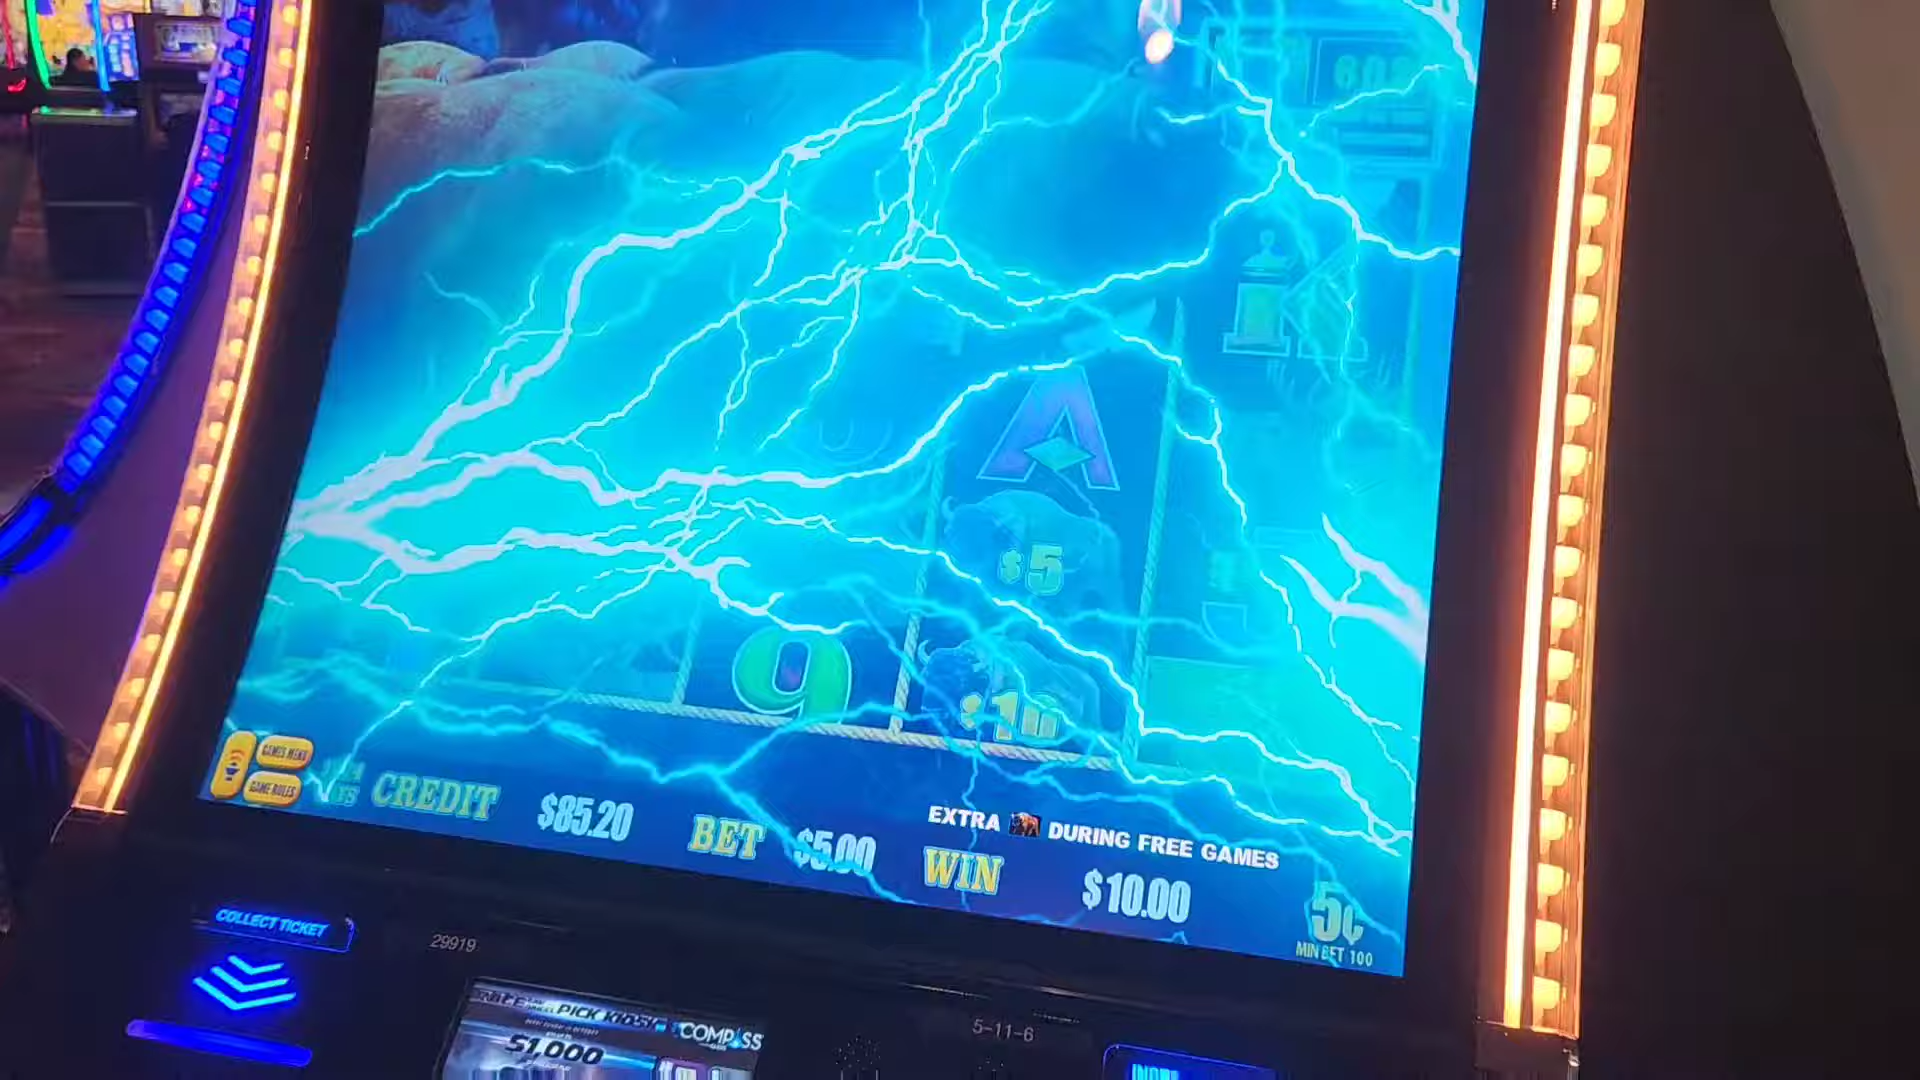 K
A
$5
9
GAMES MENU
GAME RULES
CREDIT $85.20 BET $5.00 WIN $10.00
EXTRA DURING FREE GAMES
5¢
MIN BET 100
COLLECT TICKET
29919
PICK KIOSK
COMPASS
$1,000
5-11-6